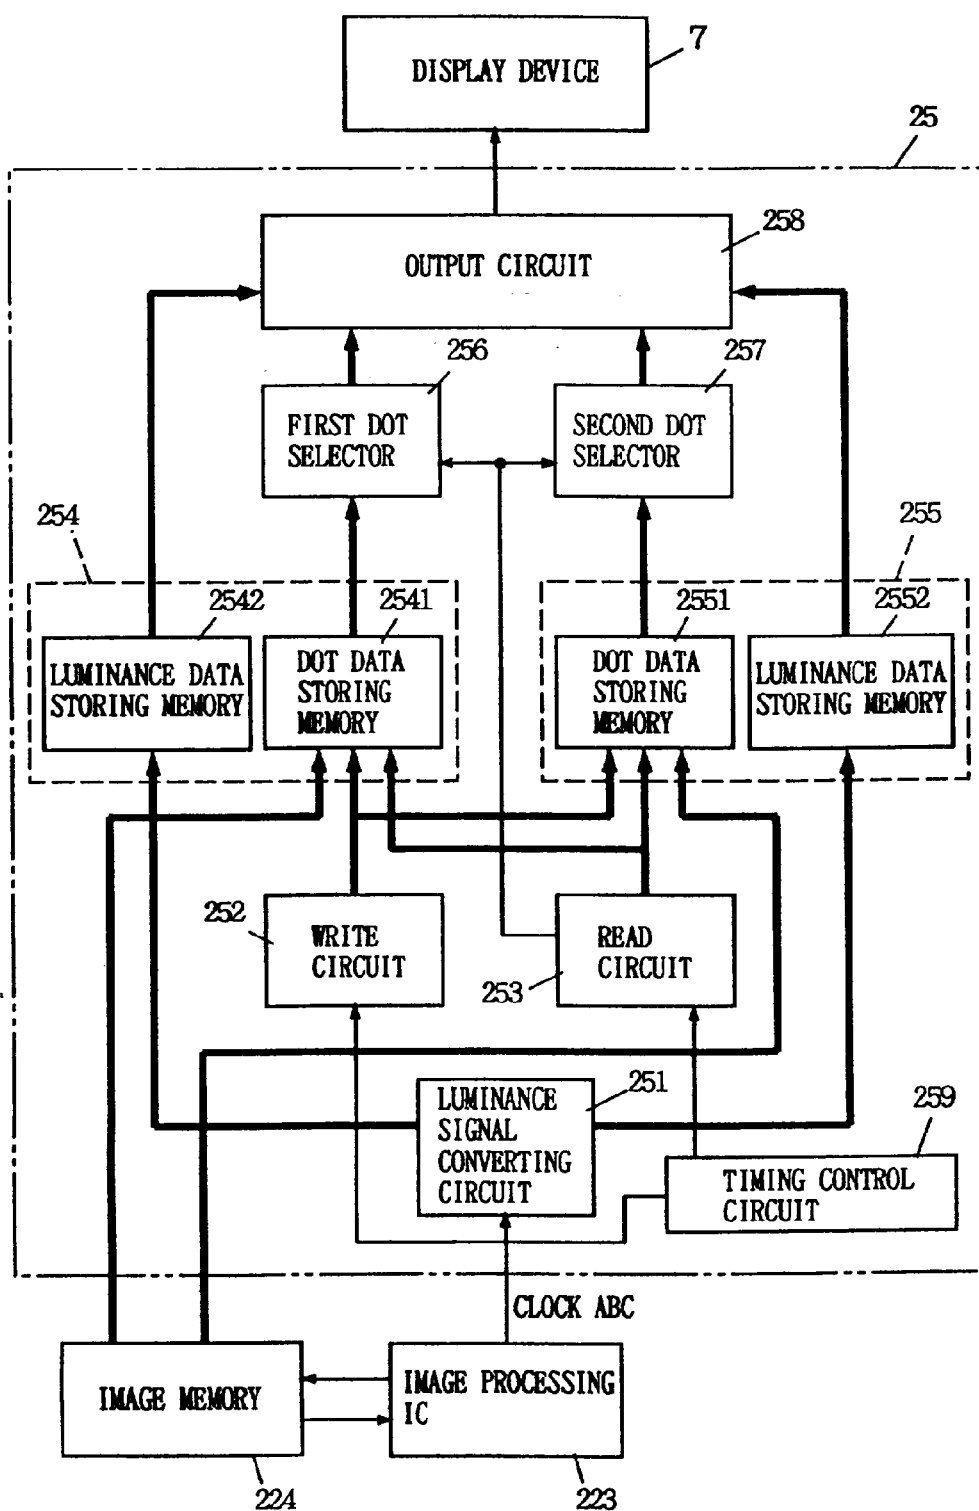 7
DISPLAY DEVICE
25
258
OUTPUT CIRCUIT
256
257
FIRST DOT
SELECTOR
SECOND DOT
SELECTOR
254
255
2542
2541
2551
2552
LUMINANCE DATA
STORING MEMORY
DOT DATA
STORING
MEMORY
DOT DATA
STORING
MEMORY
LUMINANCE DATA
STORING MEMORY
252
WRITE
CIRCUIT
253
READ
CIRCUIT
251
LUMINANCE
SIGNAL
CONVERTING
CIRCUIT
259
TIMING CONTROL
CIRCUIT
CLOCK ABC
IMAGE MEMORY
IMAGE PROCESSING
IC
224
223